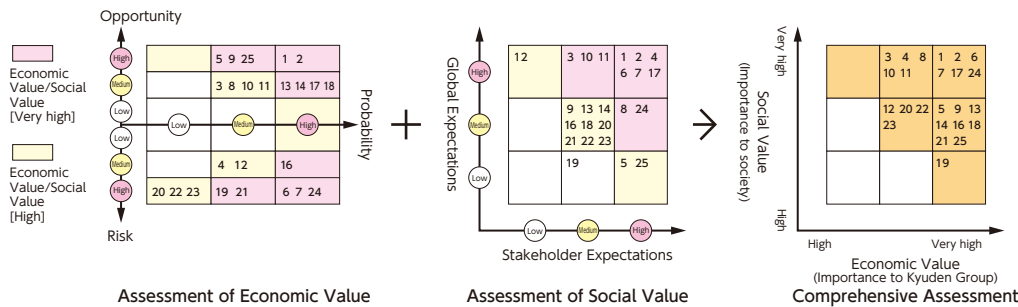 Opportunity
Economic
Value/Social
Value
[Very high]
Economic
Value/Social
Value
[High]
High
Medium
Low
Low
Medium
High
Risk
5 9 25
1 2
3 8 10 11
13 14 17 18
Low
Medium
High
4 12
16
20 22 23
19 21
6 7 24
Probability
Assessment of Economic Value
+
Global Expectations
High
Medium
Low
12
3 10 11
1 2 4
6 7 17
9 13 14
16 18 20
21 22 23
8 24
19
5 25
Low
Medium
High
Stakeholder Expectations
Assessment of Social Value
Social Value
(Importance to society)
Very high
High
3 4 8
10 11
1 2 6
7 17 24
12 20 22
23
5 9 13
14 16 18
21 25
19
High
Very high
Economic Value
(Importance to Kyuden Group)
Comprehensive Assessment